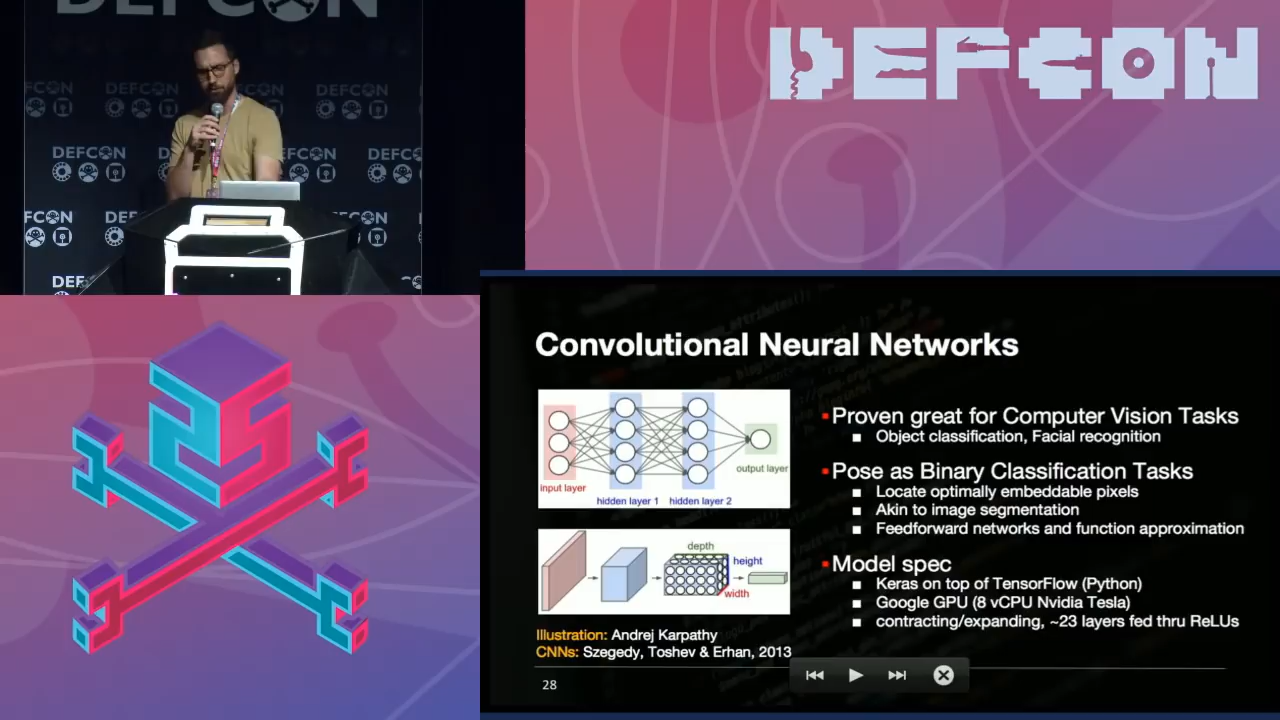 DEFCON
DEFCON
DEFCON
DEFCON
DEFCON
DEFCON
DEFCON
Convolutional Neural Networks
input layer
hidden layer 1
hidden layer 2
output layer
depth
height
width
Illustration: Andrej Karpathy
CNNs: Szegedy, Toshev & Erhan, 2013
Proven great for Computer Vision Tasks
Object classification, Facial recognition
Pose as Binary Classification Tasks
Locate optimally embeddable pixels
Akin to image segmentation
Feedforward networks and function approximation
Model spec
Keras on top of TensorFlow (Python)
Google GPU (8 vCPU Nvidia Tesla)
contracting/expanding, ~23 layers fed thru ReLUs
28